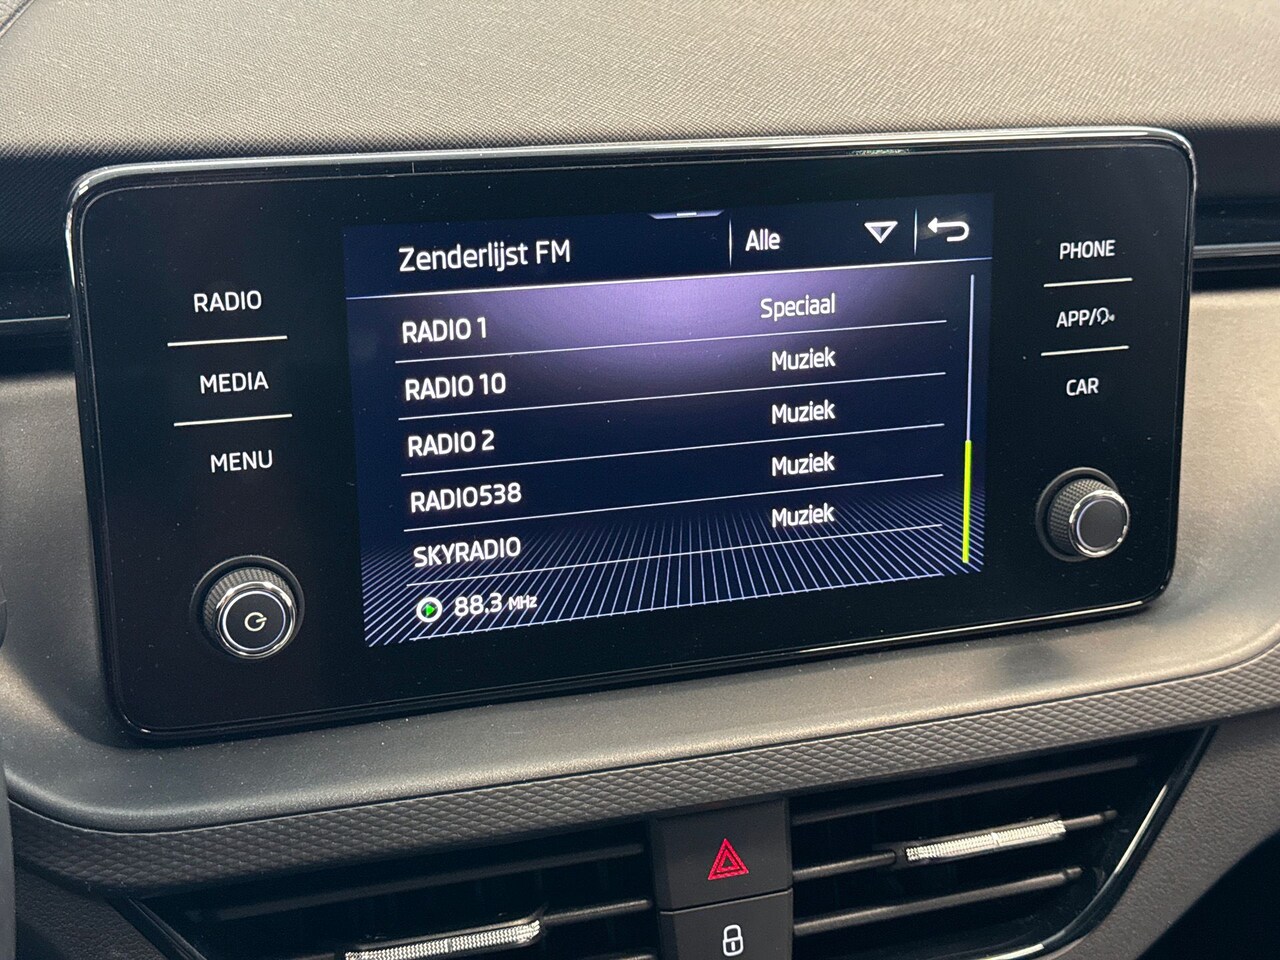 Zenderlijst FM Alle
RADIO 1 Speciaal
RADIO 10 Muziek
RADIO 2 Muziek
RADIO538 Muziek
SKYRADIO Muziek
88.3 MHz
RADIO
MEDIA
MENU
PHONE
APP/
CAR